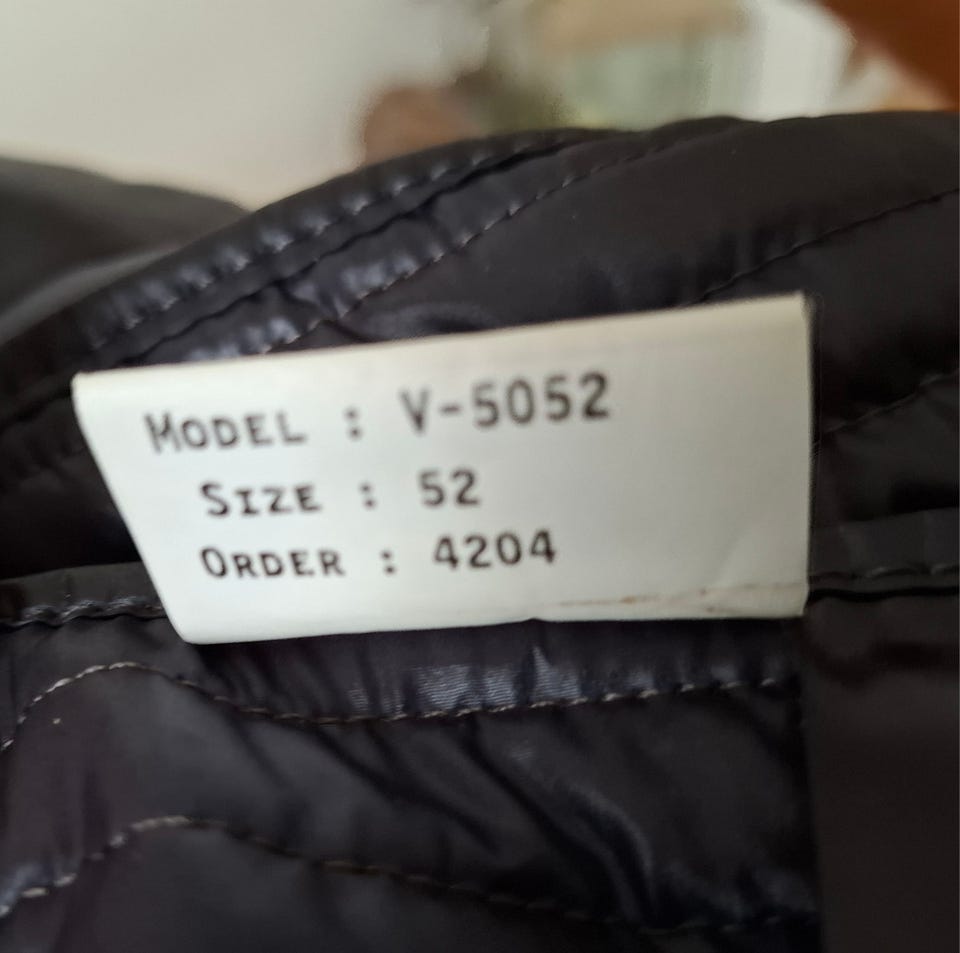 MODEL : V-5052
SIZE : 52
ORDER : 4204